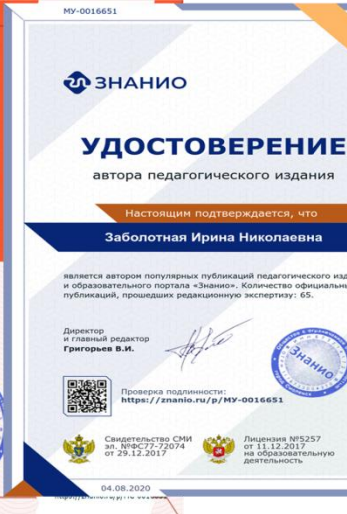 МУ-0016651
ЗНАНИО
УДОСТОВЕРЕНИЕ
автора педагогического издания
Настоящим подтверждается, что
Заболотная Ирина Николаевна
является автором популярных публикаций педагогического изд
и образовательного портала «Знанио». Количество официальны
публикаций, прошедших редакционную экспертизу: 65.
Директор
и главный редактор
Григорьев В.И.
Знанио
Проверка подлинности:
https://znanio.ru/p/МУ-0016651
Свидетельство СМИ
эл. №ФС77-72074
от 29.12.2017
Лицензия №5257
от 11.12.2017
на образовательную
деятельность
04.08.2020